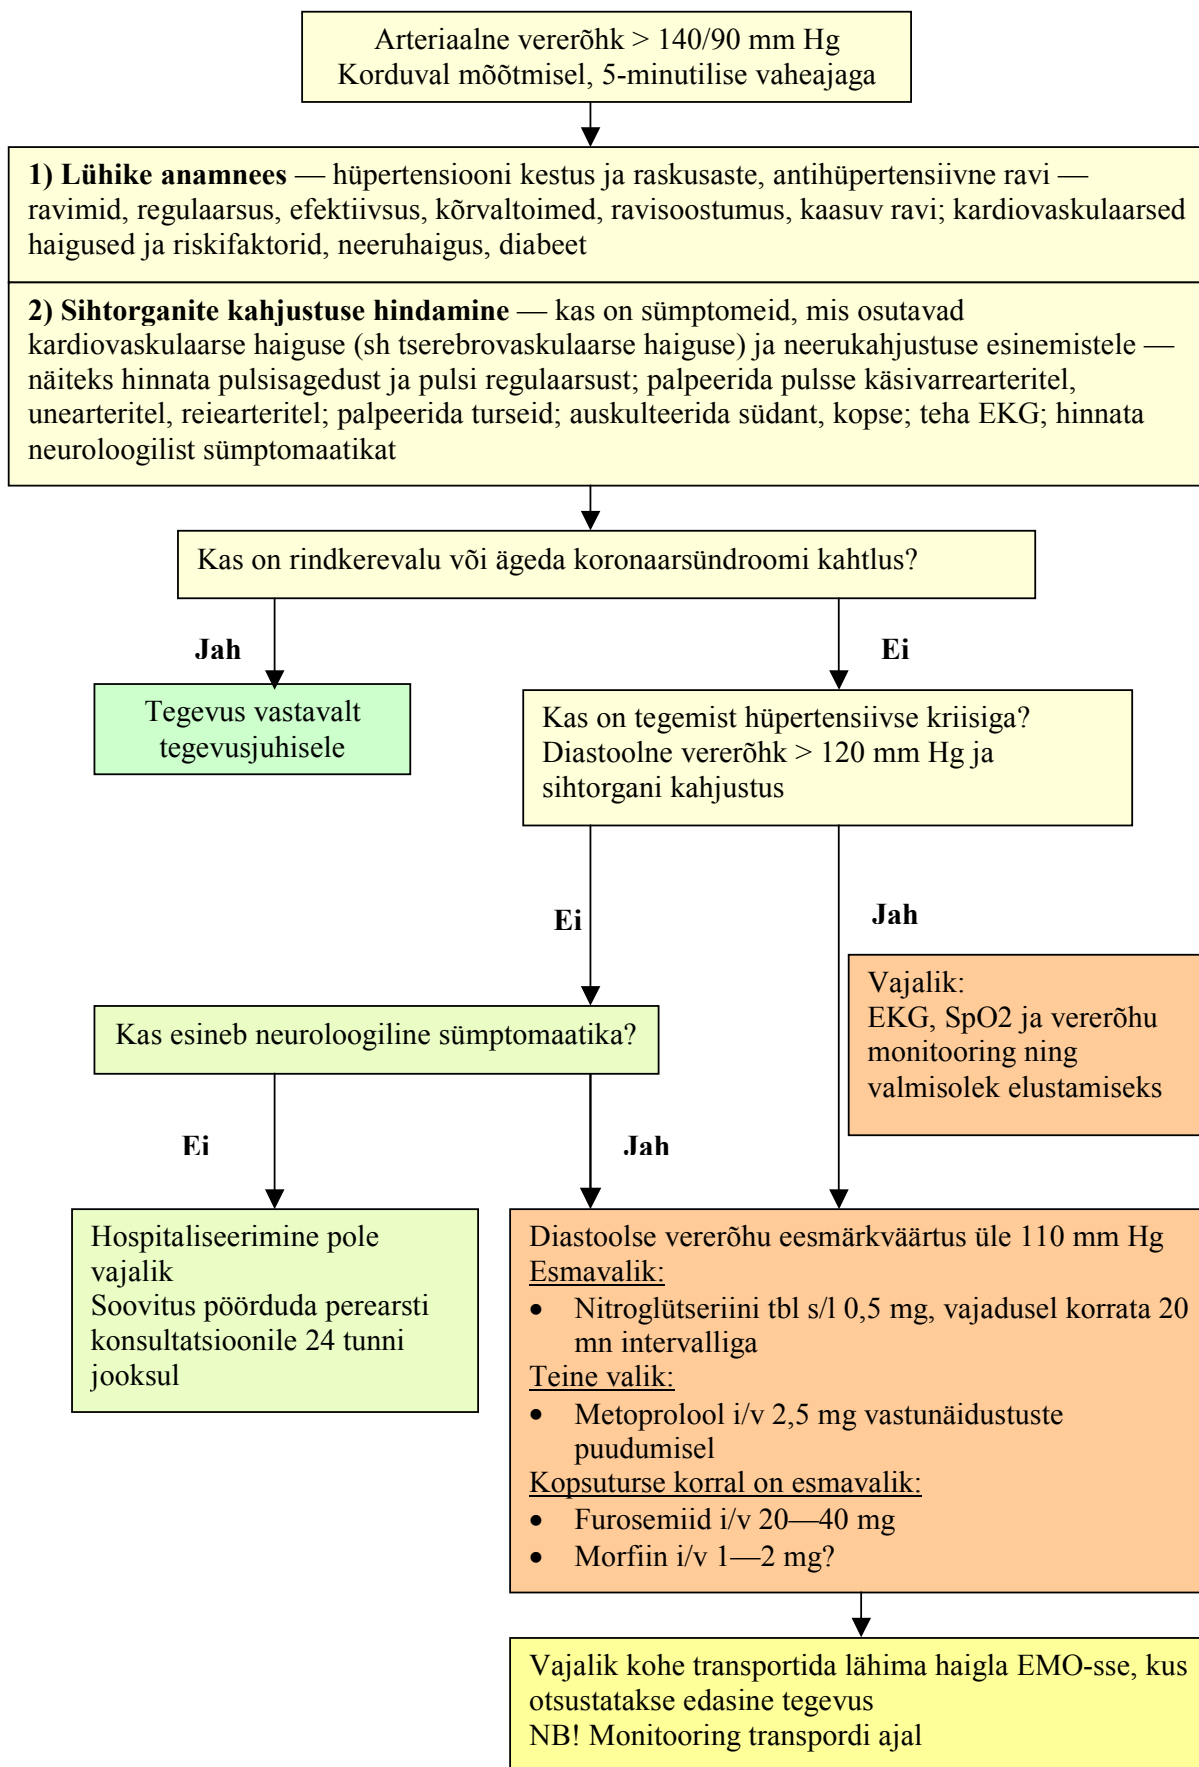 Arteriaalne vererõhk > 140/90 mm Hg
Korduval mõõtmisel, 5-minutilise vaheajaga
1) Lühike anamnees — hüpertensiooni kestus ja raskusaste, antihüpertensiivne ravi —
ravimid, regulaarsus, efektiivsus, kõrvaltoimed, ravisoostumus, kaasuv ravi; kardiovaskulaarsed
haigused ja riskifaktorid, neeruhaigus, diabeet
2) Sihtorganite kahjustuse hindamine — kas on sümptomeid, mis osutavad
kardiovaskulaarse haiguse (sh tserebrovaskulaarse haiguse) ja neerukahjustuse esinemistele —
näiteks hinnata pulsisagedust ja pulsi regulaarsust; palpeerida pulsse käsivarrearteritel,
unearteritel, reiearteritel; palpeerida turseid; auskulteerida südant, kopse; teha EKG; hinnata
neuroloogilist sümptomaatikat
Kas on rindkerevalu või ägeda koronaarsündroomi kahtlus?
Jah
Ei
Tegevus vastavalt
tegevusjuhisele
Kas on tegemist hüpertensiivse kriisiga?
Diastoolne vererõhk > 120 mm Hg ja
sihtorgani kahjustus
Ei
Jah
Vajalik:
EKG, SpO2 ja vererõhu
monitooring ning
valmisolek elustamiseks
Kas esineb neuroloogiline sümptomaatika?
Ei
Jah
Hospitaliseerimine pole
vajalik
Soovitus pöörduda perearsti
konsultatsioonile 24 tunni
jooksul
Diastoolse vererõhu eesmärkväärtus üle 110 mm Hg
Esmavalik:
• Nitroglütseriini tbl s/l 0,5 mg, vajadusel korrata 20
mn intervalliga
Teine valik:
• Metoprolool i/v 2,5 mg vastunäidustuste
puudumisel
Kopsuturse korral on esmavalik:
• Furosemiid i/v 20—40 mg
• Morfiin i/v 1—2 mg?
Vajalik kohe transportida lähima haigla EMO-sse, kus
otsustatakse edasine tegevus
NB! Monitooring transpordi ajal